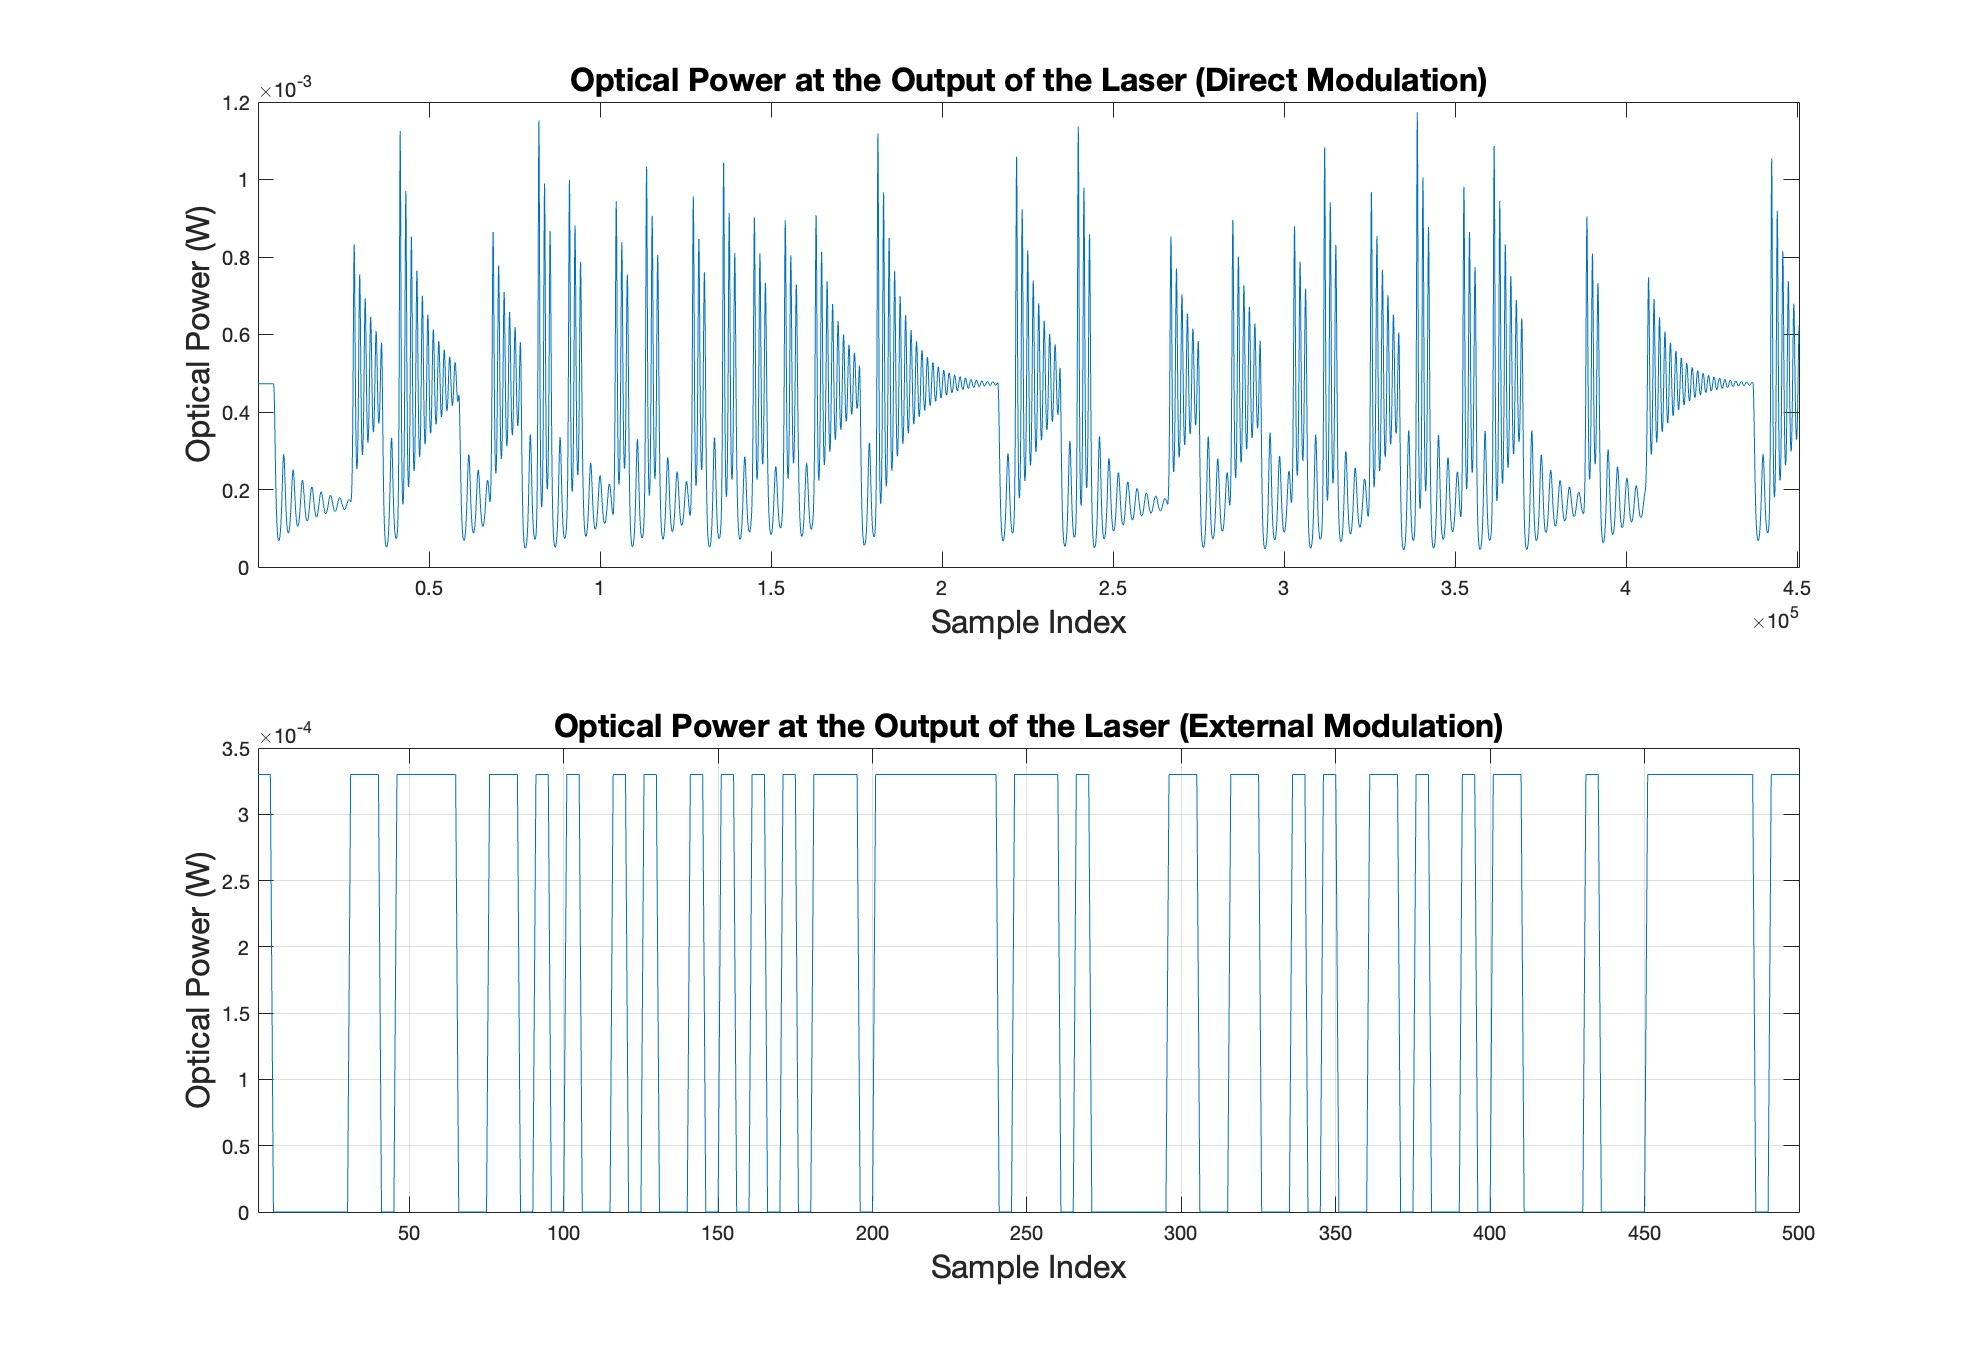 Optical Power at the Output of the Laser (Direct Modulation)
×10-3
1.2
1
0.8
0.6
0.4
0.2
0
Optical Power (W)
0.5 1 1.5 2 2.5 3 3.5 4 4.5
×105
Sample Index
Optical Power at the Output of the Laser (External Modulation)
×10-4
3.5
3
2.5
2
1.5
1
0.5
0
Optical Power (W)
50 100 150 200 250 300 350 400 450 500
Sample Index